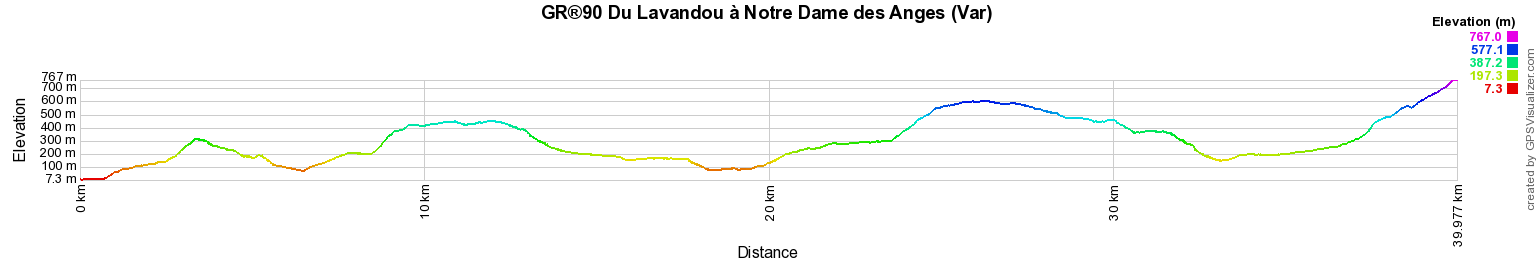 GR®90 Du Lavandou à Notre Dame des Anges (Var)
Elevation (m)
767.0
577.1
387.2
197.3
7.3
Elevation
767 m
700 m
600 m
500 m
400 m
300 m
200 m
100 m
7.3 m
0 km
10 km
20 km
30 km
39.977 km
Distance
created by GPSVisualizer.com